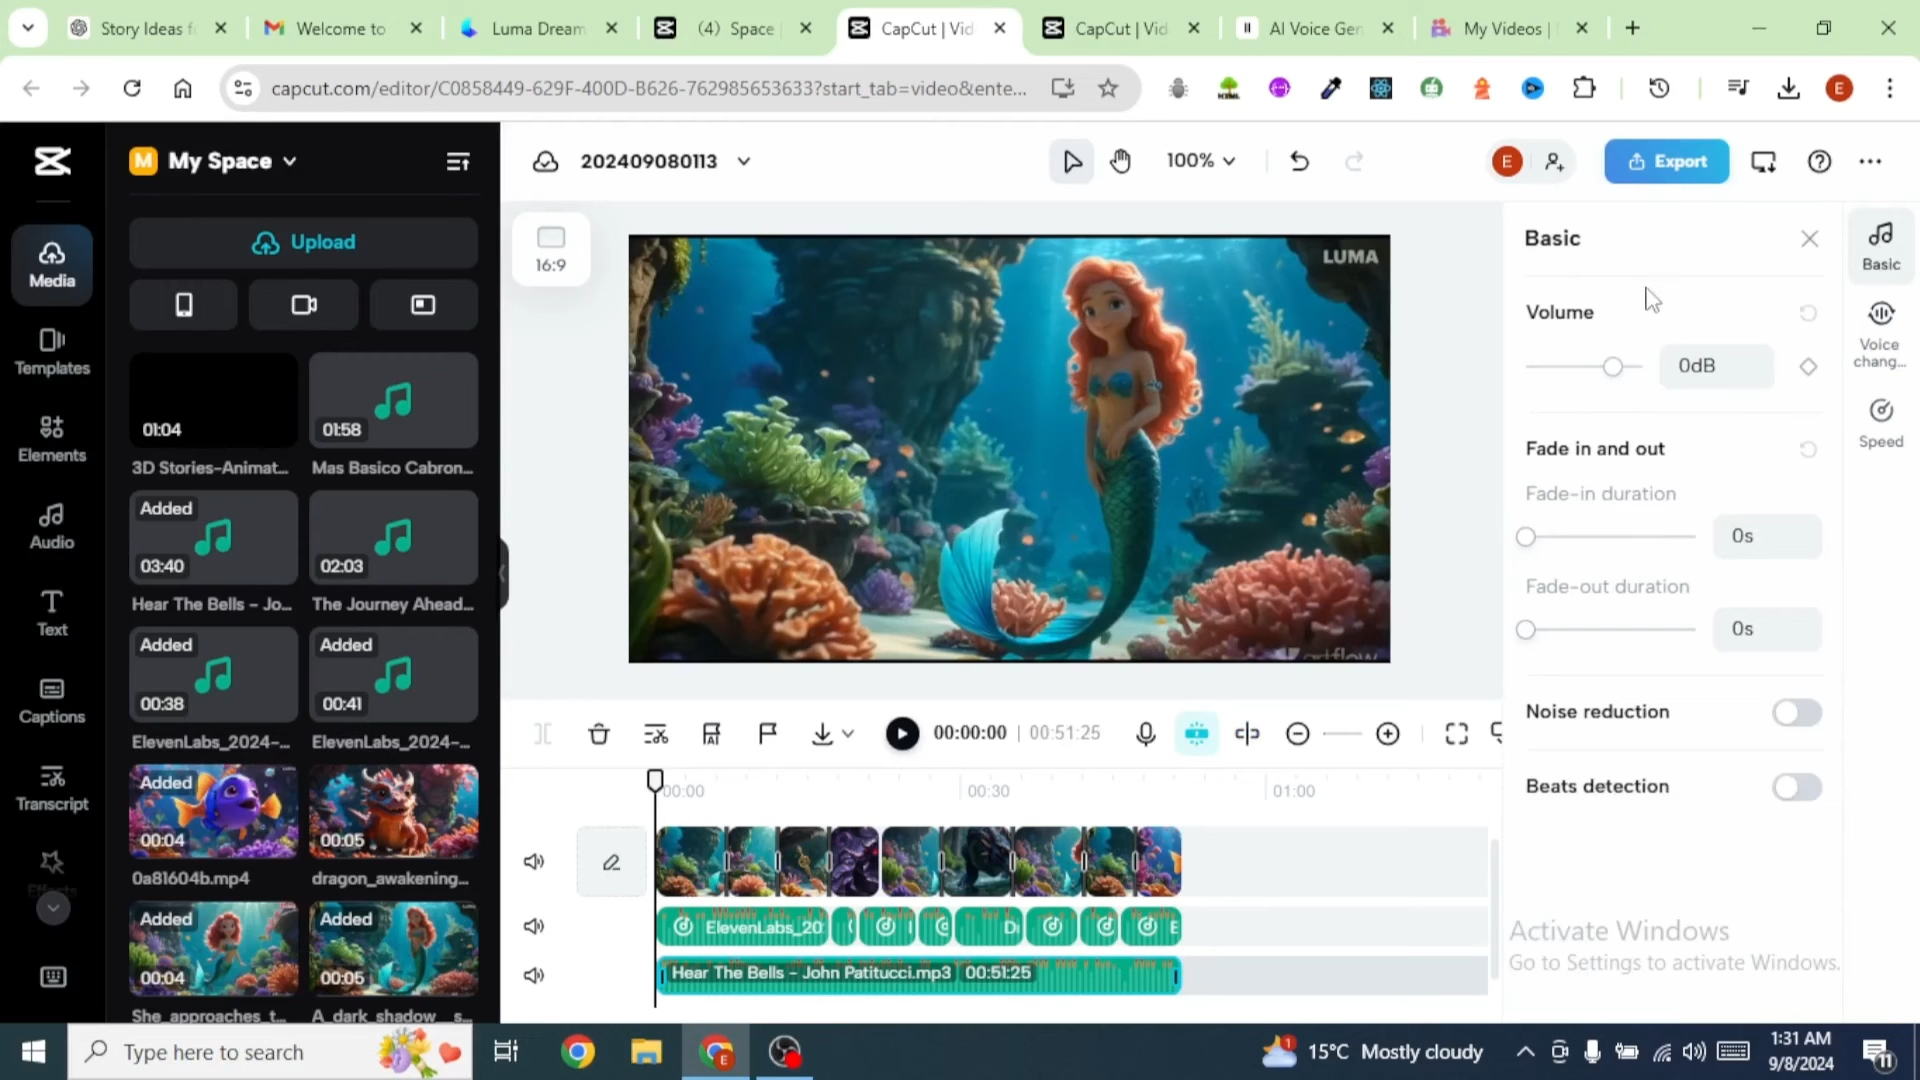 Story Ideas f
Welcome to
Luma Dream
(4) Space
CapCut | Vid
CapCut | Vid
AI Voice Gen
My Videos |
capcut.com/editor/C0858449-629F-400D-B626-762985653633?start_tab=video&ente...
E
M My Space
202409080113
100%
E
Export
Media
Templates
Elements
Audio
Text
Captions
Transcript
Effects
Upload
01:04
01:58
3D Stories-Animat...
Mas Basico Cabron...
Added
03:40
02:03
Hear The Bells – Jo...
The Journey Ahead...
Added
Added
00:38
00:41
ElevenLabs_2024-...
ElevenLabs_2024-...
Added
00:04
00:05
0a81604b.mp4
dragon_awakening...
Added
Added
00:04
00:05
She_approaches_t...
A_dark_shadow__s...
16:9
LUMA
artflow
Basic
Volume
0dB
Fade in and out
Fade-in duration
0s
Fade-out duration
0s
Noise reduction
Beats detection
Basic
Voice
chang...
Speed
AI
00:00:00 | 00:51:25
00:00
00:30
01:00
ElevenLabs_20
Hear The Bells – John Patitucci.mp3 00:51:25
Activate Windows
Go to Settings to activate Windows.
Type here to search
15°C Mostly cloudy
1:31 AM
9/8/2024
11